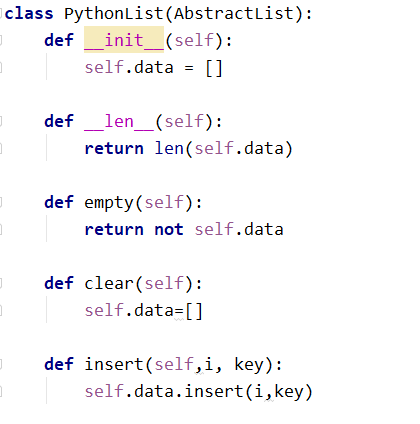 class PythonList(AbstractList):
    def __init__(self):
        self.data = []

    def __len__(self):
        return len(self.data)

    def empty(self):
        return not self.data

    def clear(self):
        self.data=[]

    def insert(self,i, key):
        self.data.insert(i,key)